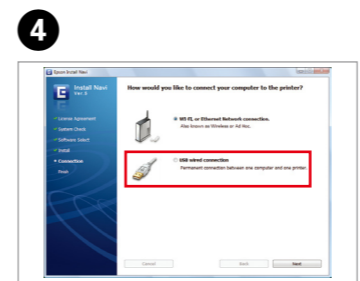 4
Epson Install Navi
Install Navi
Ver. 3
How would you like to connect your computer to the printer?
License Agreement
System Check
Software Select
Install
Connection
Finish
Wi-Fi, or Ethernet Network connection.
Also known as Wireless or Ad Hoc.
USB wired connection
Permanent connection between one computer and one printer.
Cancel
Back
Next